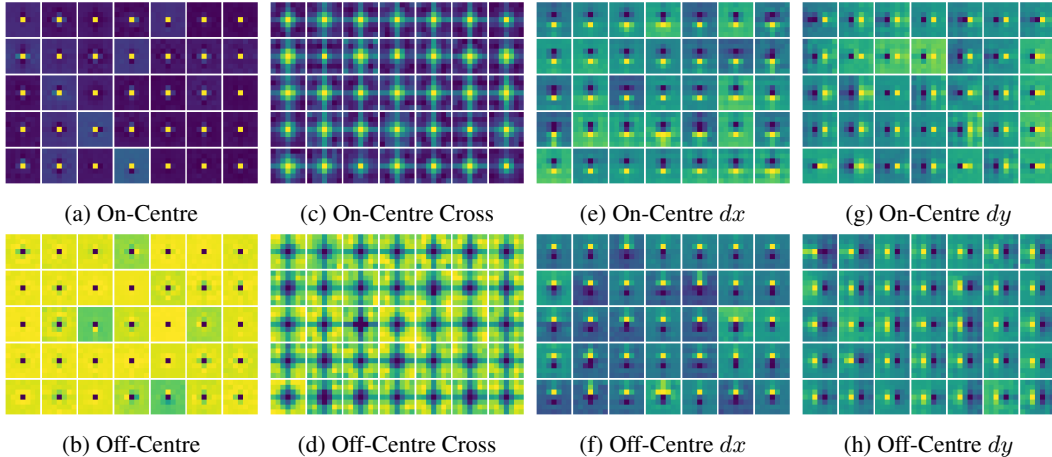 (a) On-Centre
(c) On-Centre Cross
(e) On-Centre dx
(g) On-Centre dy
(b) Off-Centre
(d) Off-Centre Cross
(f) Off-Centre dx
(h) Off-Centre dy